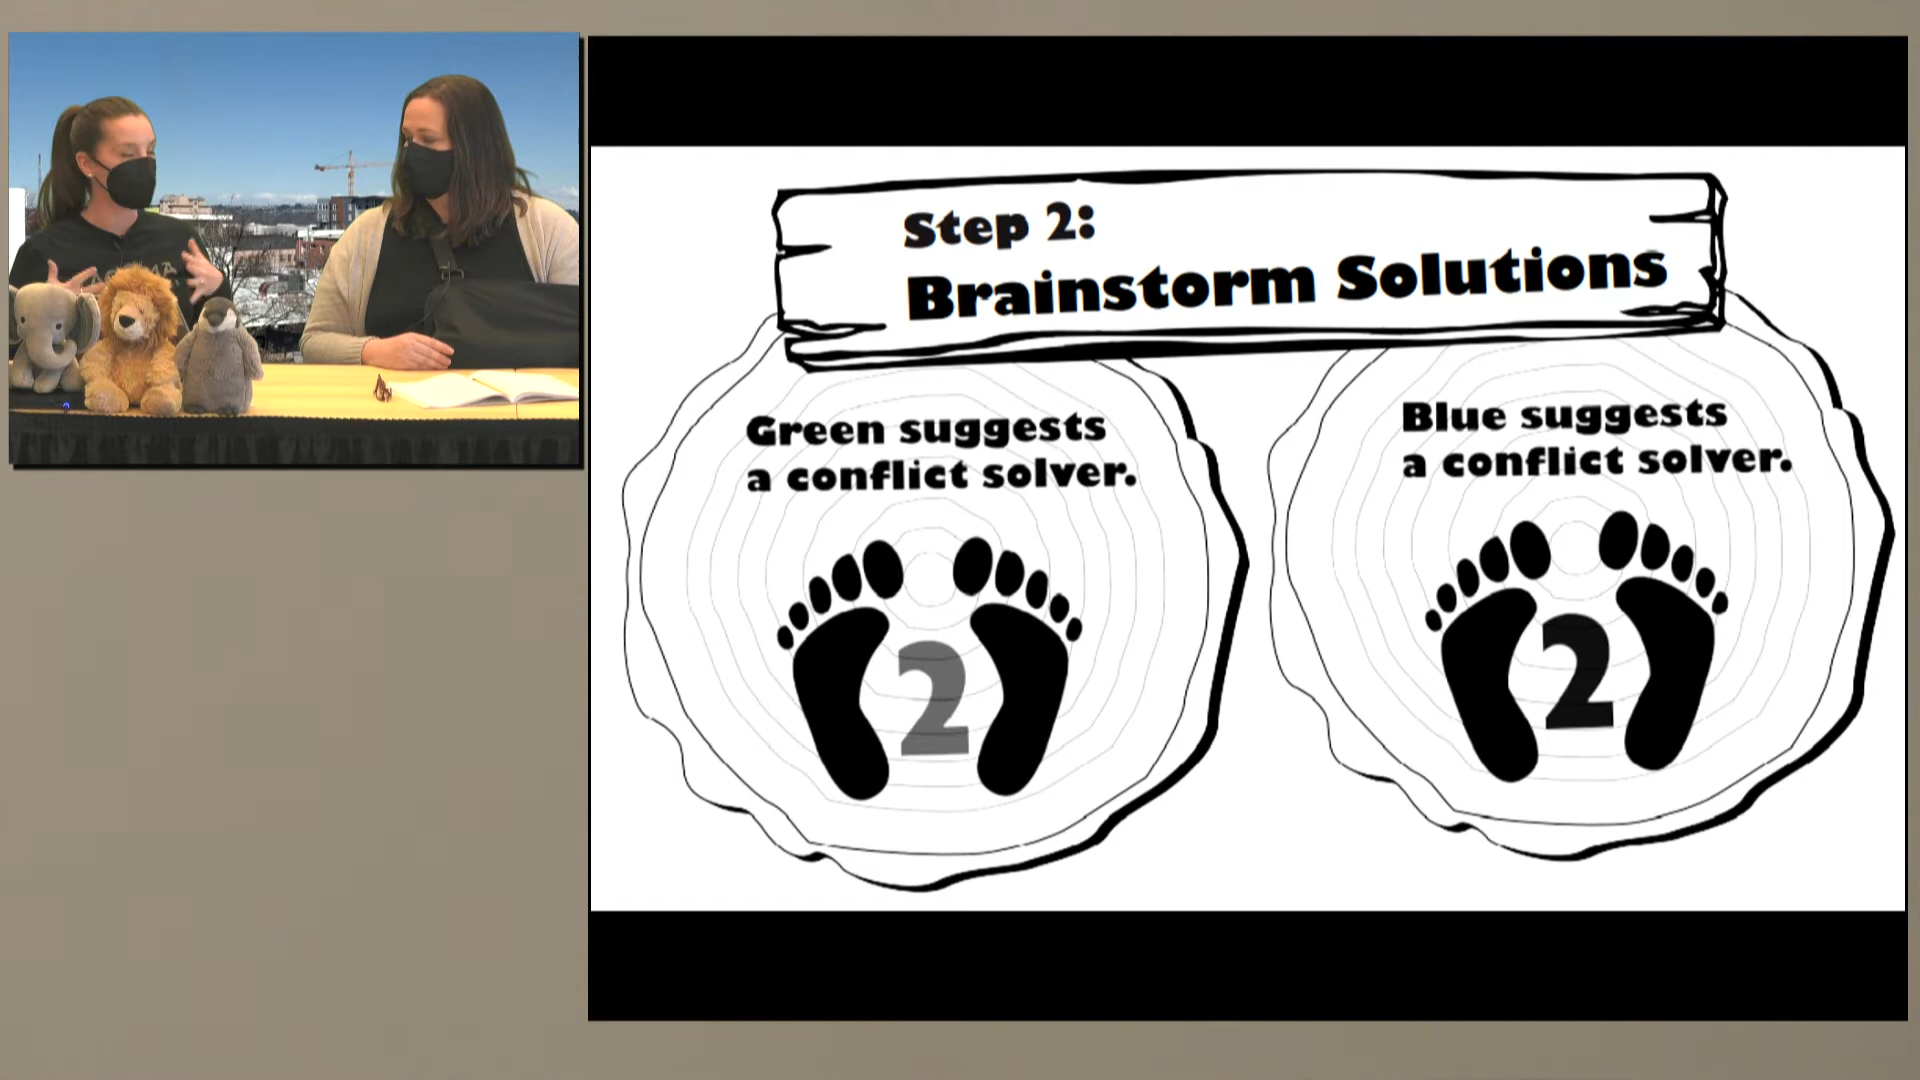 Step 2:
Brainstorm Solutions
Green suggests
a conflict solver.
2
Blue suggests
a conflict solver.
2